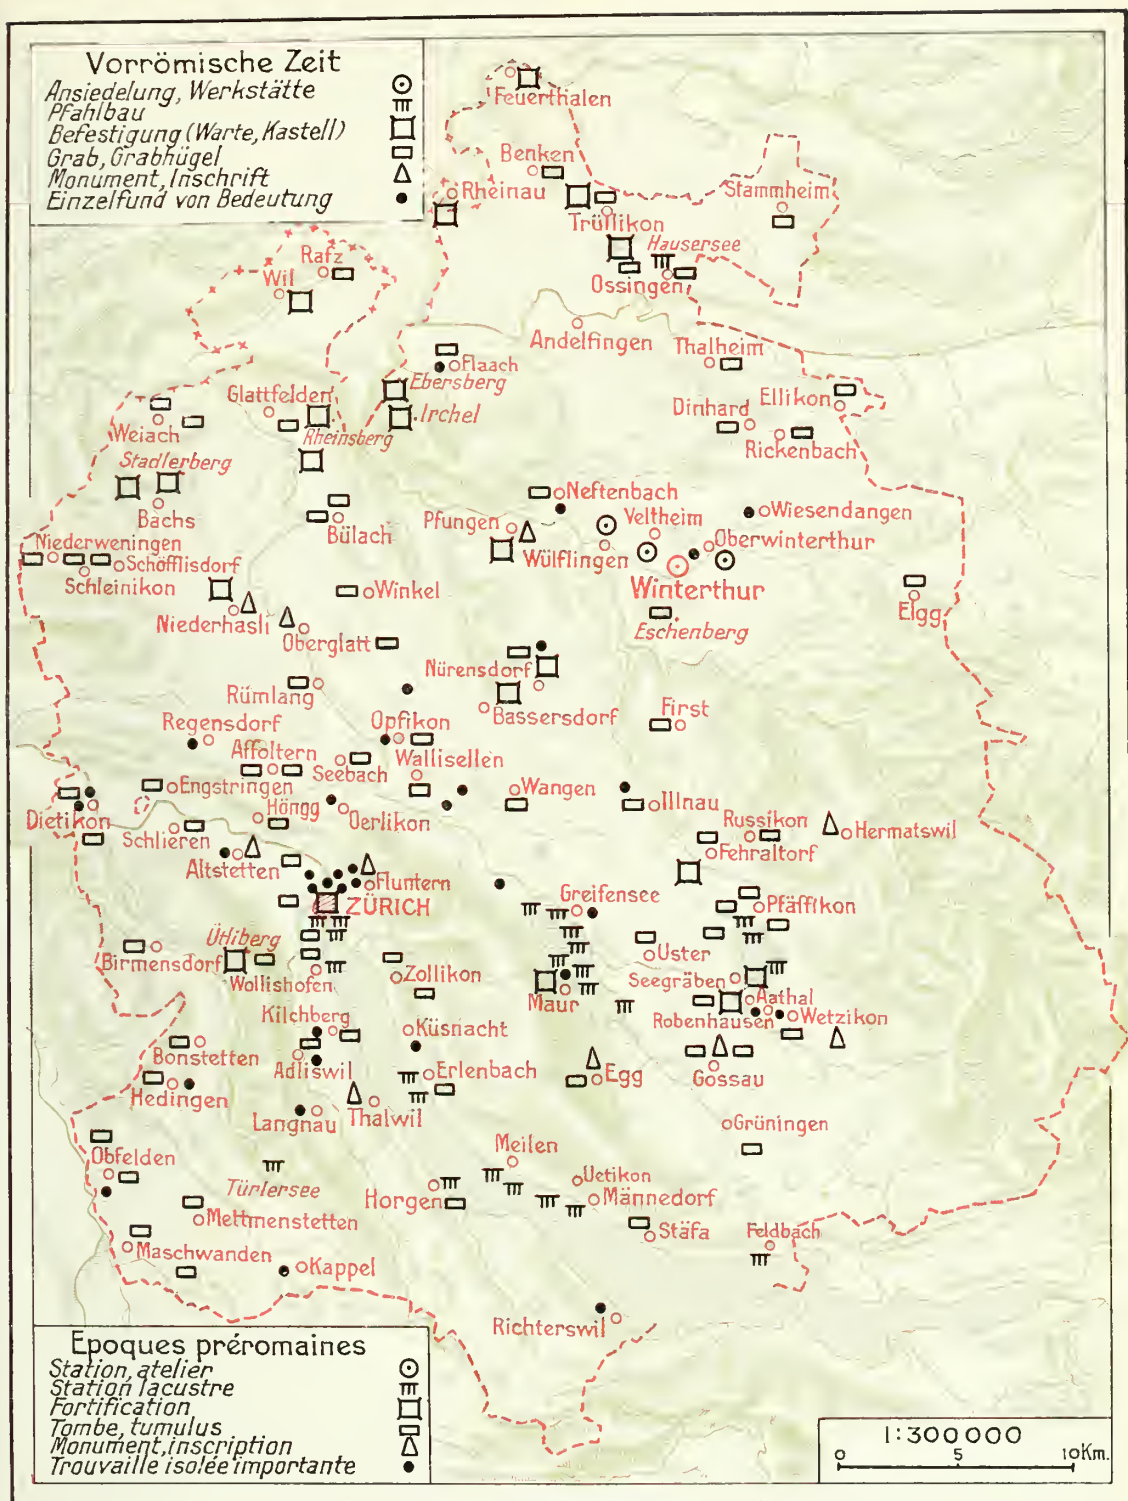 Vorrömische Zeit
Ansiedelung, Werkstätte
Pfahlbau
Befestigung (Warte, Kastell)
Grab, Grabhügel
Monument, Inschrift
Einzelfund von Bedeutung
Feuerthalen
Benken
Rheinau
Stammheim
Trüllikon
Hausersee
Rafz
Wil
Ossingen
Andelfingen
Thalheim
Flaach
Ebersberg
Glattfelden
Irchel
Ellikon
Dinhard
Weiach
Rheinsberg
Rickenbach
Stadlerberg
Neftenbach
Bachs
Bülach
Pfungen
Veltheim
Wiesendangen
Niederweningen
Schöfflisdorf
Wülflingen
Oberwinterthur
Schleinikon
Winkel
Winterthur
Elgg
Niederhasli
Oberglatt
Eschenberg
Nürensdorf
Rümlang
Bassersdorf
First
Regensdorf
Opfikon
Affoltern
Seebach
Wallisellen
Engstringen
Wangen
Illnau
Dietikon
Höngg
Oerlikon
Russikon
Hermatswil
Schlieren
Fehraltorf
Altstetten
Fluntern
Greifensee
ZÜRICH
Pfäffikon
Ütliberg
Birmensdorf
Uster
Wollishofen
Zollikon
Seegräben
Maur
Aathal
Kilchberg
Küsnacht
Robenhausen
Wetzikon
Bonstetten
Adliswil
Erlenbach
Egg
Gossau
Hedingen
Langnau
Thalwil
Grüningen
Obfelden
Meilen
Türlersee
Horgen
Uetikon
Männedorf
Mettmenstetten
Stäfa
Feldbach
Maschwanden
Kappel
Richterswil
Epoques préromaines
Station, atelier
Station lacustre
Fortification
Tombe, tumulus
Monument, inscription
Trouvaille isolée importante
1:300 000
0 5 10 Km.